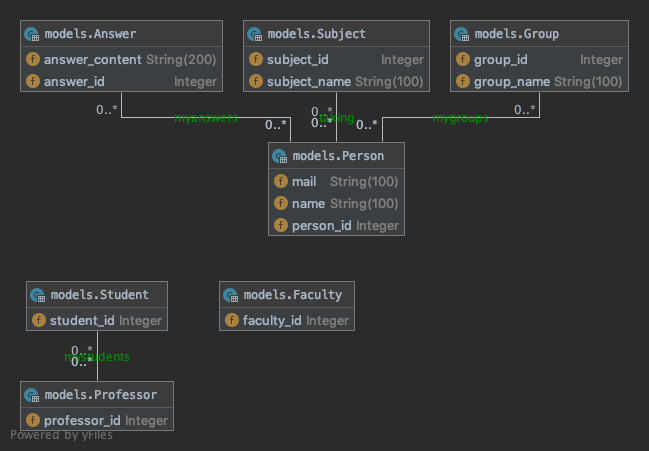 models.Answer
answer_content String(200)
answer_id Integer
models.Subject
subject_id Integer
subject_name String(100)
models.Group
group_id Integer
group_name String(100)
0..*
myanswers
0..*
0..*
taking
0..*
0..*
mygroups
0..*
models.Person
mail String(100)
name String(100)
person_id Integer
models.Student
student_id Integer
models.Faculty
faculty_id Integer
0..*
mystudents
0..*
models.Professor
professor_id Integer
Powered by yFiles